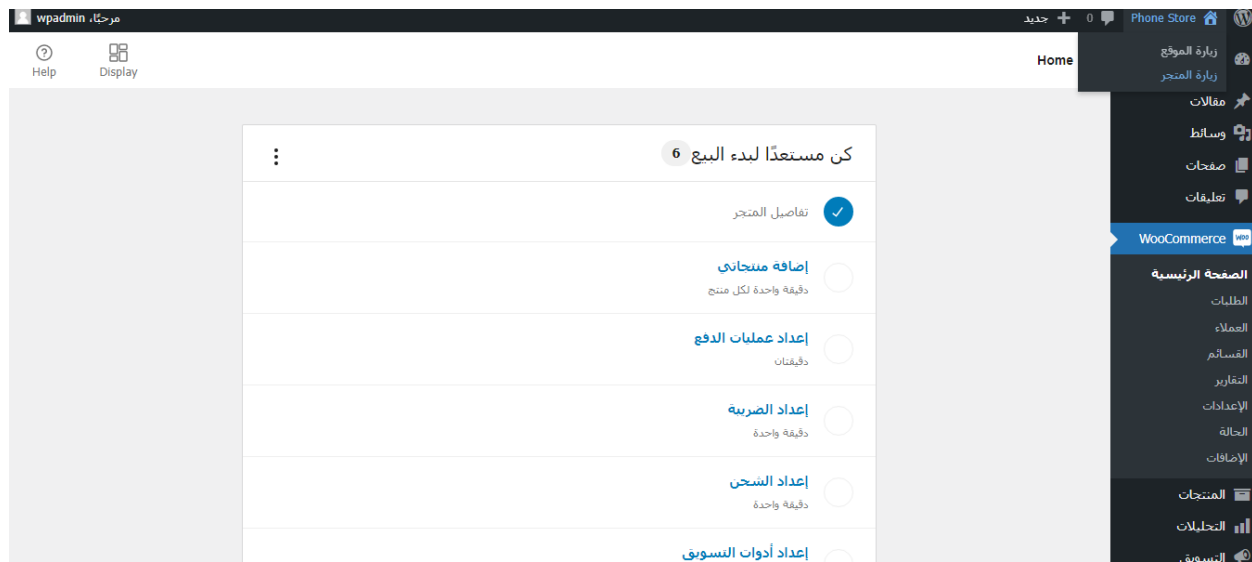 Phone Store
0
جديد
مرحبًا، wpadmin
زيارة الموقع
زيارة المتجر
Home
Display
Help
مقالات
وسائط
صفحات
تعليقات
WooCommerce
الصفحة الرئيسية
الطلبات
العملاء
القسائم
التقارير
الإعدادات
الحالة
الإضافات
المنتجات
التحليلات
التسويق
كن مستعدًا لبدء البيع 6
تفاصيل المتجر
إضافة منتجاتي
دقيقة واحدة لكل منتج
إعداد عمليات الدفع
دقيقتان
إعداد الضريبة
دقيقة واحدة
إعداد الشحن
دقيقة واحدة
إعداد أدوات التسويق